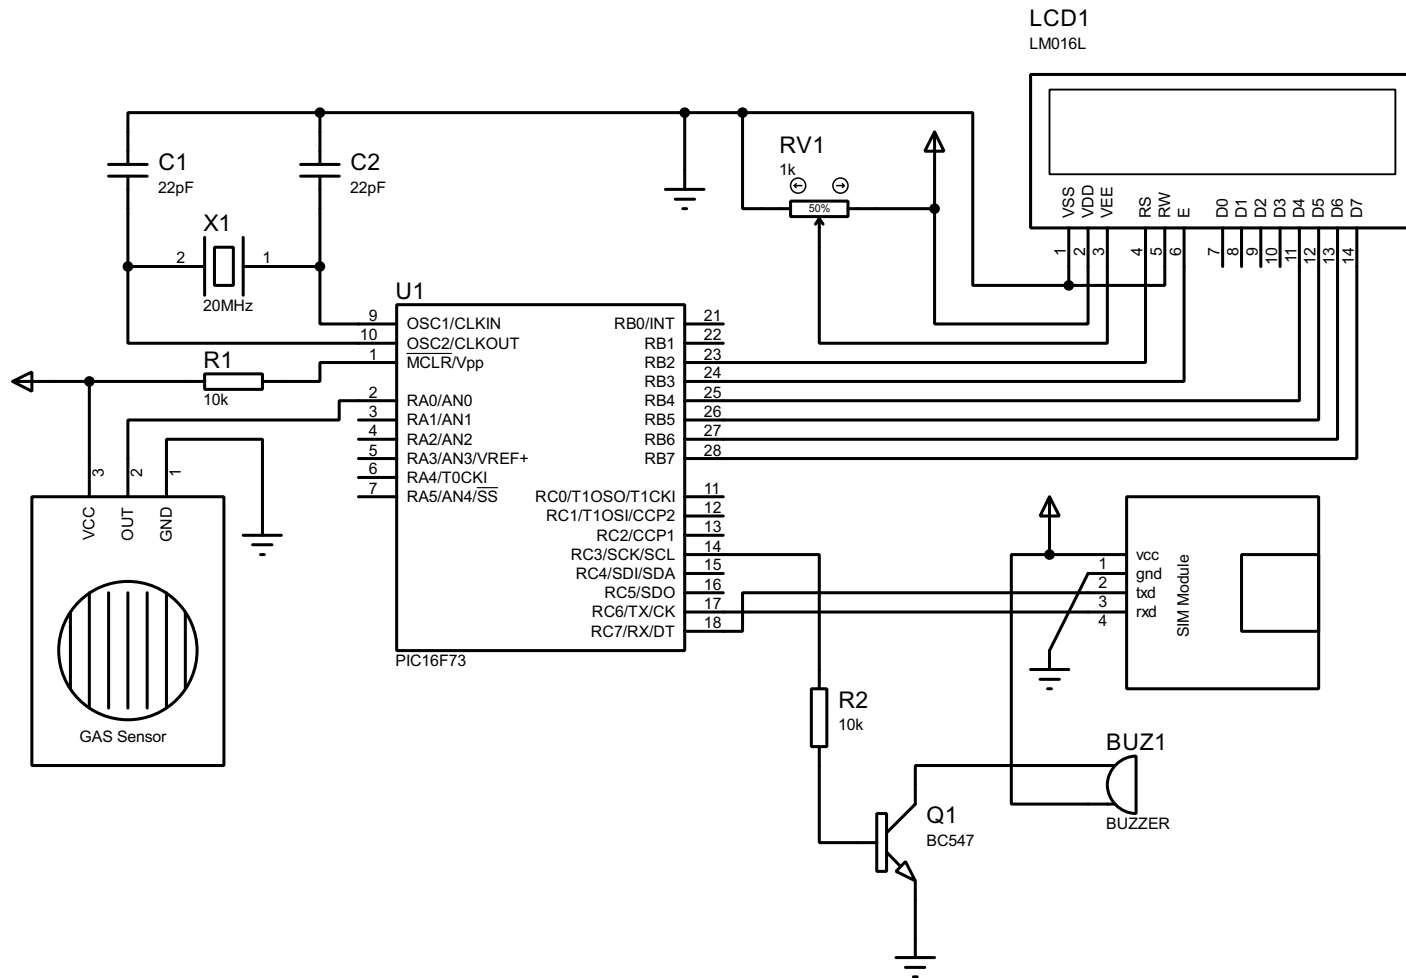 LCD1
LM016L
VSS
VDD
VEE
RS
RW
E
D0
D1
D2
D3
D4
D5
D6
D7
1
2
3
4
5
6
7
8
9
10
11
12
13
14
RV1
1k
50%
C1
22pF
C2
22pF
X1
2
1
20MHz
R1
10k
U1
9 OSC1/CLKIN
10 OSC2/CLKOUT
1 MCLR/Vpp
2 RA0/AN0
3 RA1/AN1
4 RA2/AN2
5 RA3/AN3/VREF+
6 RA4/T0CKI
7 RA5/AN4/SS
RB0/INT 21
RB1 22
RB2 23
RB3 24
RB4 25
RB5 26
RB6 27
RB7 28
RC0/T1OSO/T1CKI 11
RC1/T1OSI/CCP2 12
RC2/CCP1 13
RC3/SCK/SCL 14
RC4/SDI/SDA 15
RC5/SDO 16
RC6/TX/CK 17
RC7/RX/DT 18
PIC16F73
3
2
1
VCC
OUT
GND
GAS Sensor
1
2
3
4
vcc
gnd
txd
rxd
SIM Module
R2
10k
BUZ1
BUZZER
Q1
BC547